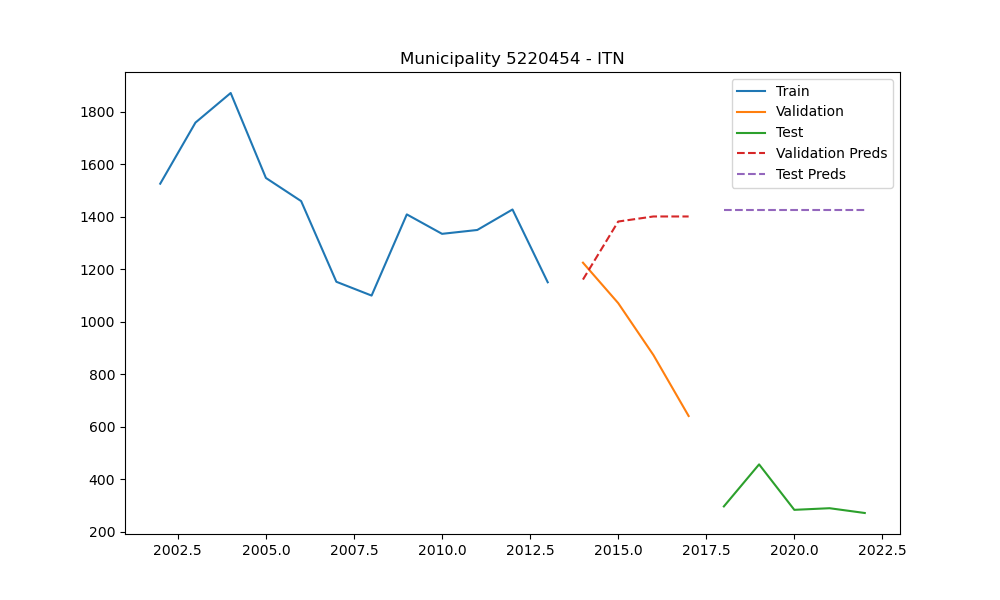 Municipality 5220454 - ITN
Train
Validation
Test
Validation Preds
Test Preds
1800
1600
1400
1200
1000
800
600
400
200
2002.5 2005.0 2007.5 2010.0 2012.5 2015.0 2017.5 2020.0 2022.5